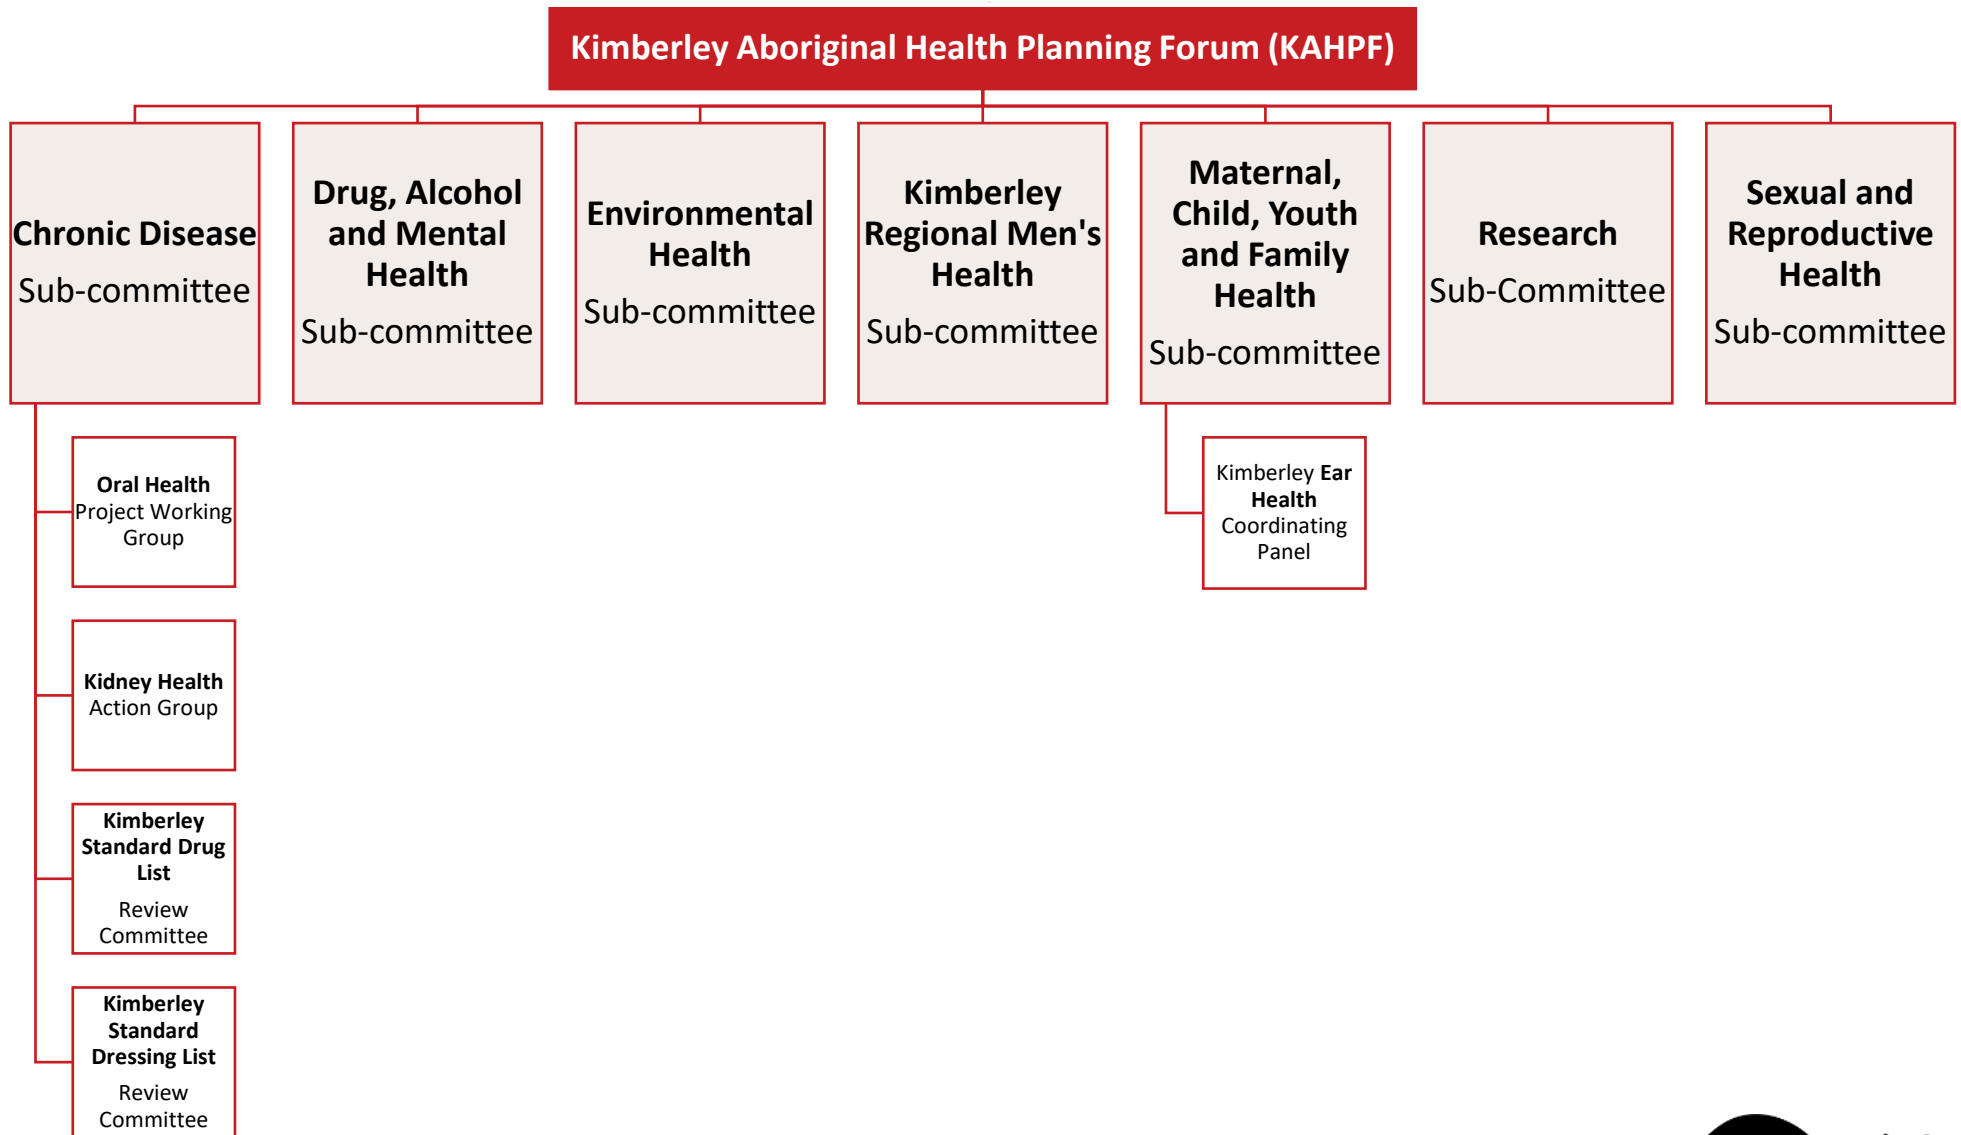 Kimberley Aboriginal Health Planning Forum (KAHPF)
Chronic Disease
Sub-committee
Drug, Alcohol
and Mental
Health
Sub-committee
Environmental
Health
Sub-committee
Kimberley
Regional Men's
Health
Sub-committee
Maternal,
Child, Youth
and Family
Health
Sub-committee
Research
Sub-Committee
Sexual and
Reproductive
Health
Sub-committee
Oral Health
Project Working
Group
Kidney Health
Action Group
Kimberley
Standard Drug
List
Review
Committee
Kimberley
Standard
Dressing List
Review
Committee
Kimberley Ear
Health
Coordinating
Panel